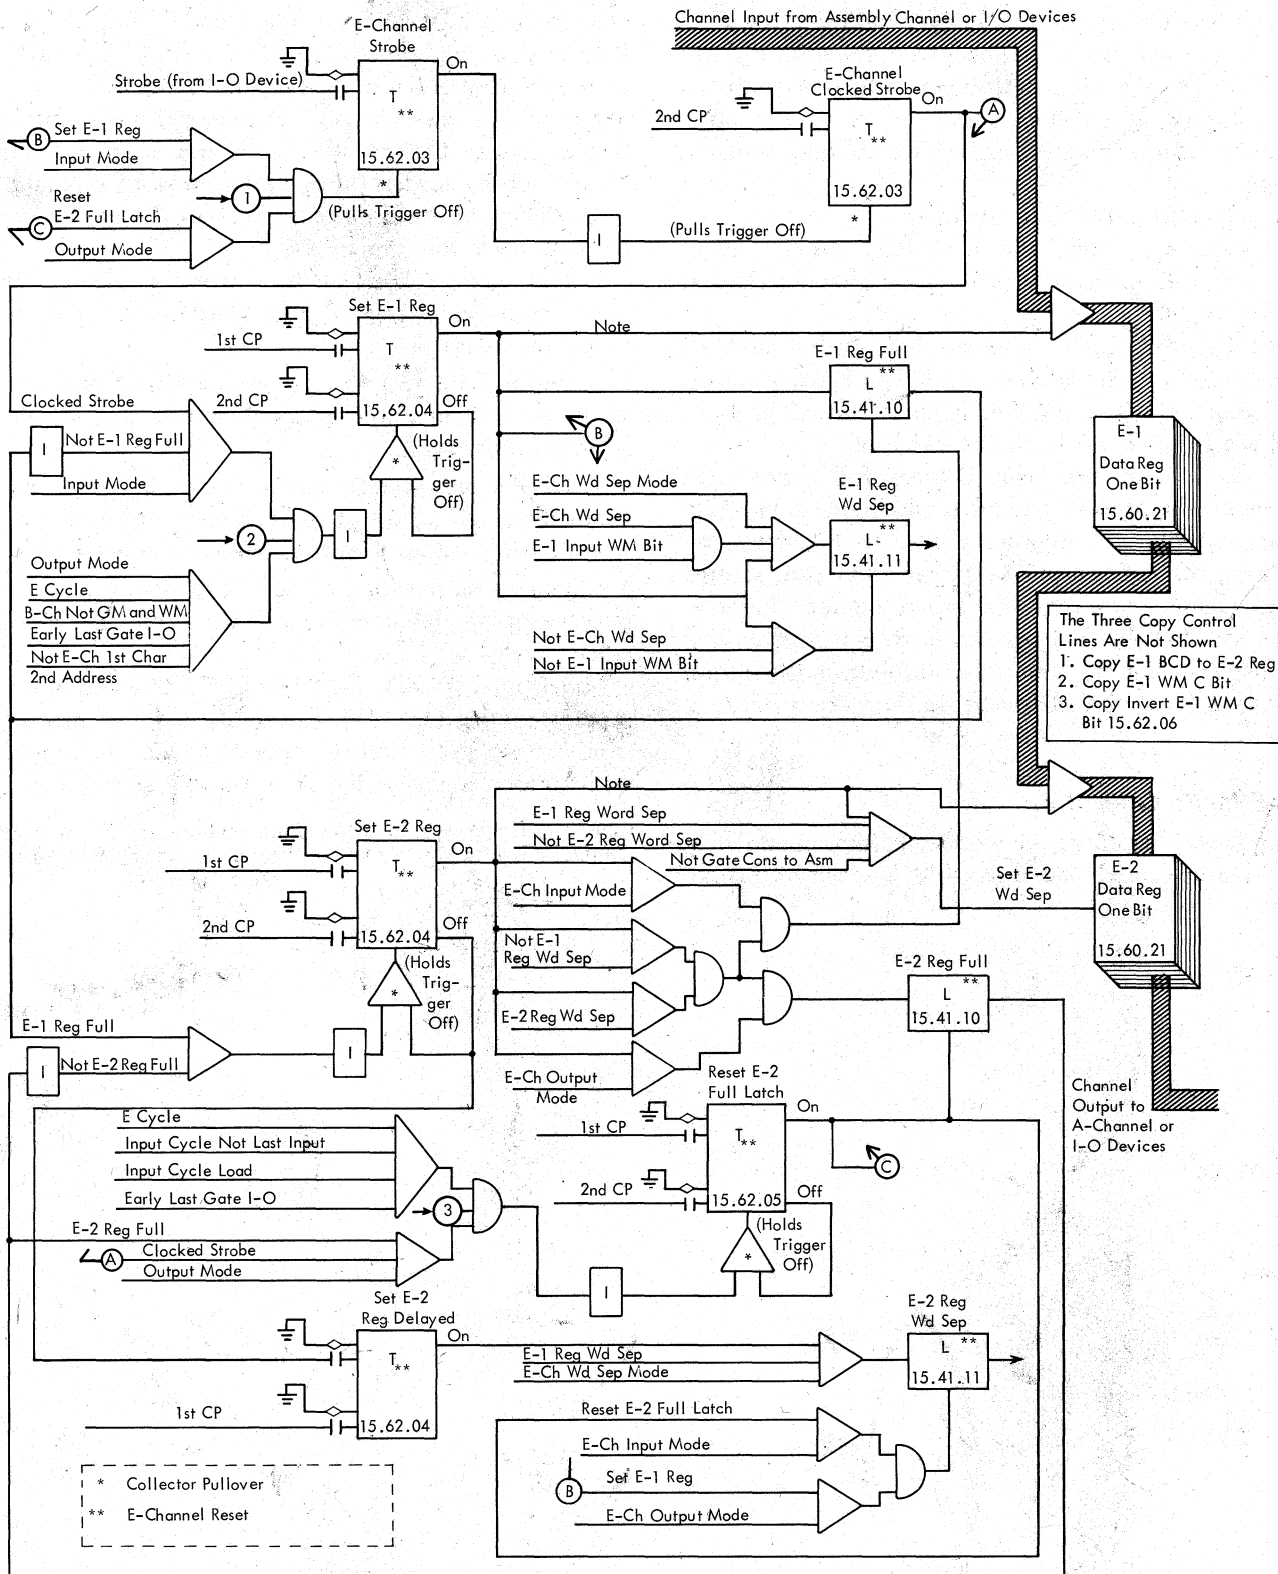 Channel Input from Assembly Channel or I/O Devices
E-Channel
Strobe
On
Strobe (from I-O Device)
T
**
15.62.03
*
(Pulls Trigger Off)
B
Set E-1 Reg
Input Mode
1
Reset
C
E-2 Full Latch
Output Mode
E-Channel
Clocked Strobe
On
A
2nd CP
T
**
15.62.03
*
I
(Pulls Trigger Off)
Set E-1 Reg
On
Note
1st CP
T
**
2nd CP
15.62.04
Off
*
(Holds
Trig-
ger
Off)
Clocked Strobe
I
Not E-1 Reg Full
Input Mode
2
I
Output Mode
E Cycle
B-Ch Not GM and WM
Early Last Gate I-O
Not E-Ch 1st Char
2nd Address
E-1 Reg Full
**
L
15.41.10
B
E-Ch Wd Sep Mode
E-Ch Wd Sep
E-1 Input WM Bit
E-1 Reg
Wd Sep
**
L
15.41.11
Not E-Ch Wd Sep
Not E-1 Input WM Bit
E-1
Data Reg
One Bit
15.60.21
The Three Copy Control
Lines Are Not Shown
1. Copy E-1 BCD to E-2 Reg
2. Copy E-1 WM C Bit
3. Copy Invert E-1 WM C
Bit 15.62.06
Note
Set E-2 Reg
On
1st CP
T
**
2nd CP
15.62.04
Off
*
(Holds
Trig-
ger
Off)
E-1 Reg Full
I
Not E-2 Reg Full
I
E-1 Reg Word Sep
Not E-2 Reg Word Sep
Not Gate Cons to Asm
E-Ch Input Mode
Not E-1
Reg Wd Sep
E-2 Reg Wd Sep
E-Ch Output
Mode
Set E-2
Wd Sep
E-2
Data Reg
One Bit
15.60.21
E-2 Reg Full
**
L
15.41.10
Channel
Output to
A-Channel or
I-O Devices
Reset E-2
Full Latch
On
1st CP
T
**
2nd CP
15.62.05
Off
*
(Holds
Trigger
Off)
C
E Cycle
Input Cycle Not Last Input
Input Cycle Load
Early Last Gate I-O
3
E-2 Reg Full
A
Clocked Strobe
Output Mode
I
Set E-2
Reg Delayed
On
T
**
1st CP
15.62.04
E-1 Reg Wd Sep
E-Ch Wd Sep Mode
E-2 Reg
Wd Sep
**
L
15.41.11
Reset E-2 Full Latch
E-Ch Input Mode
B
Set E-1 Reg
E-Ch Output Mode
* Collector Pullover
** E-Channel Reset